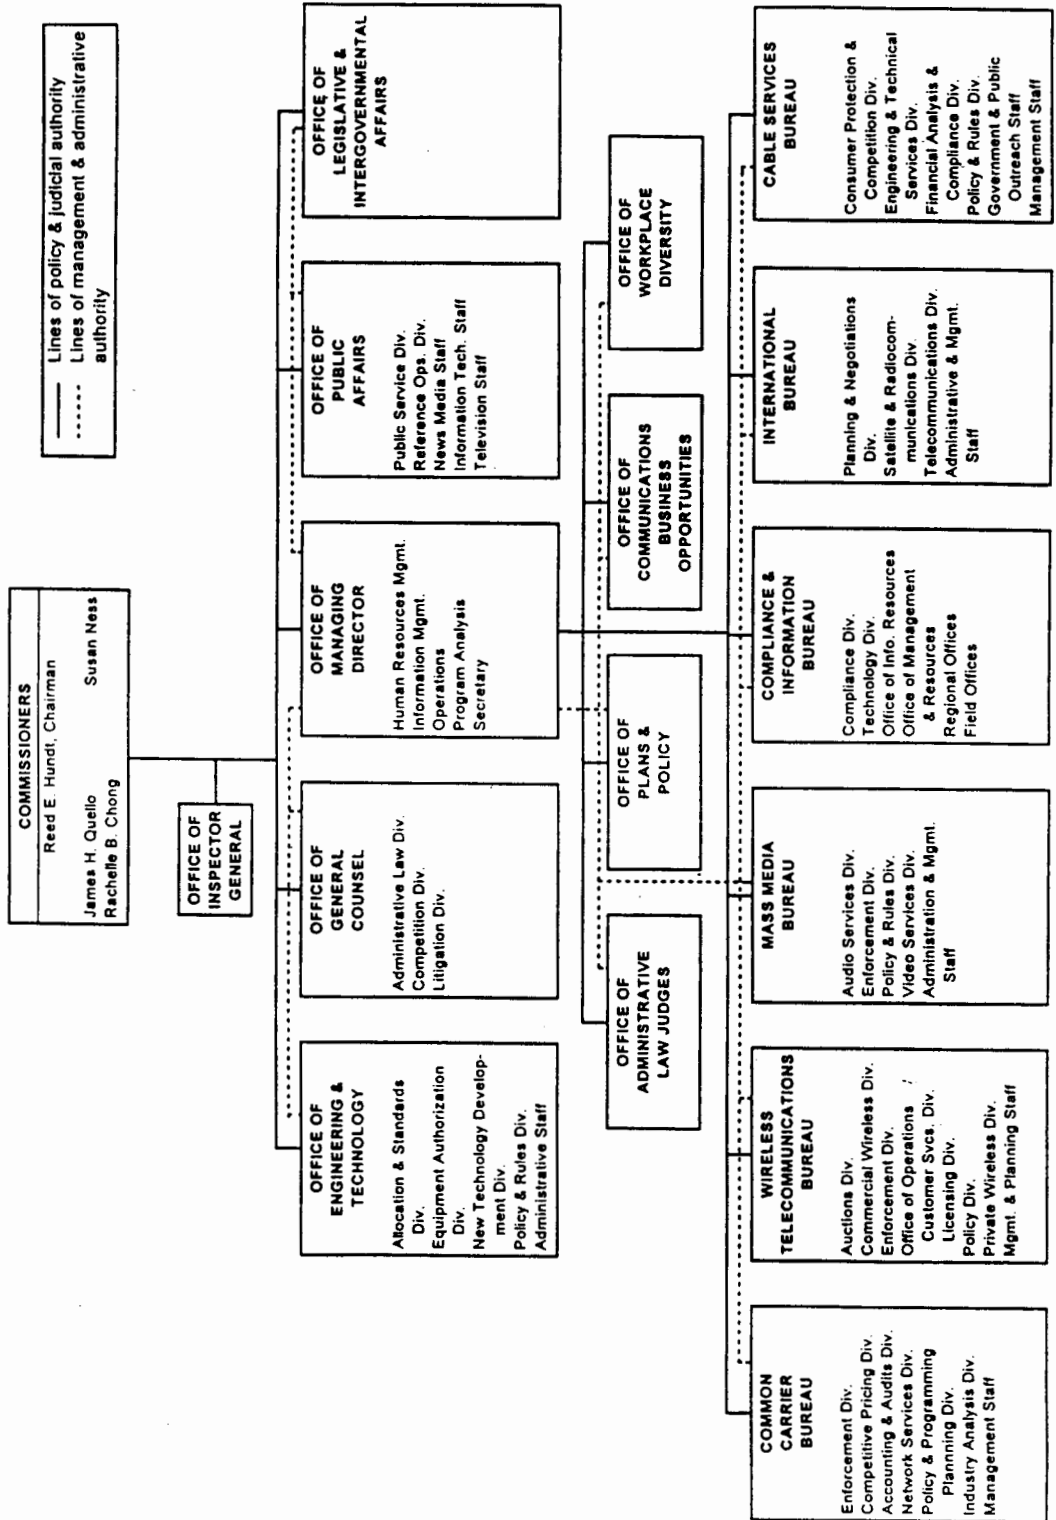 COMMISSIONERS
Reed E. Hundt, Chairman
James H. Quello Susan Ness
Rachelle B. Chong
Lines of policy & judicial authority
Lines of management & administrative
authority
OFFICE OF
INSPECTOR
GENERAL
OFFICE OF
ENGINEERING &
TECHNOLOGY
Allocation & Standards
Div.
Equipment Authorization
Div.
New Technology Develop-
ment Div.
Policy & Rules Div.
Administrative Staff
OFFICE OF
GENERAL
COUNSEL
Administrative Law Div.
Competition Div.
Litigation Div.
OFFICE OF
MANAGING
DIRECTOR
Human Resources Mgmt.
Information Mgmt.
Operations
Program Analysis
Secretary
OFFICE OF
PUBLIC
AFFAIRS
Public Service Div.
Reference Ops. Div.
News Media Staff
Information Tech. Staff
Television Staff
OFFICE OF
LEGISLATIVE &
INTERGOVERNMENTAL
AFFAIRS
OFFICE OF
ADMINISTRATIVE
LAW JUDGES
OFFICE OF
PLANS &
POLICY
OFFICE OF
COMMUNICATIONS
BUSINESS
OPPORTUNITIES
OFFICE OF
WORKPLACE
DIVERSITY
COMMON
CARRIER
BUREAU
Enforcement Div.
Competitive Pricing Div.
Accounting & Audits Div.
Network Services Div.
Policy & Programming
Plannning Div.
Industry Analysis Div.
Management Staff
WIRELESS
TELECOMMUNICATIONS
BUREAU
Auctions Div.
Commercial Wireless Div.
Enforcement Div.
Office of Operations /
Customer Svcs. Div.
Licensing Div.
Policy Div.
Private Wireless Div.
Mgmt. & Planning Staff
MASS MEDIA
BUREAU
Audio Services Div.
Enforcement Div.
Policy & Rules Div.
Video Services Div.
Administration & Mgmt.
Staff
COMPLIANCE &
INFORMATION
BUREAU
Compliance Div.
Technology Div.
Office of Info. Resources
Office of Management
& Resources
Regional Offices
Field Offices
INTERNATIONAL
BUREAU
Planning & Negotiations
Div.
Satellite & Radiocom-
munications Div.
Telecommunications Div.
Administrative & Mgmt.
Staff
CABLE SERVICES
BUREAU
Consumer Protection &
Competition Div.
Engineering & Technical
Services Div.
Financial Analysis &
Compliance Div.
Policy & Rules Div.
Government & Public
Outreach Staff
Management Staff